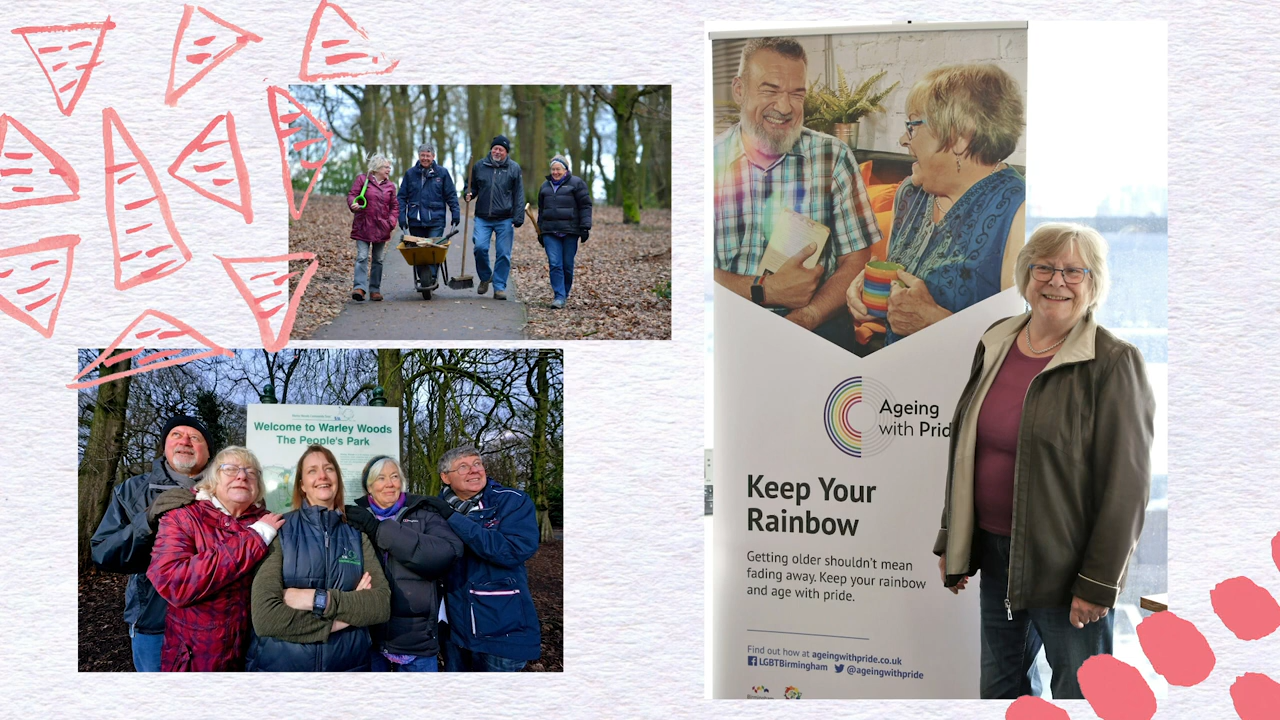 Welcome to Warley Woods
The People's Park
Ageing
with Prid
Keep Your
Rainbow
Getting older shouldn't mean
fading away. Keep your rainbow
and age with pride.
Find out how at ageingwithpride.co.uk
LGBTBirmingham @ageingwithpride